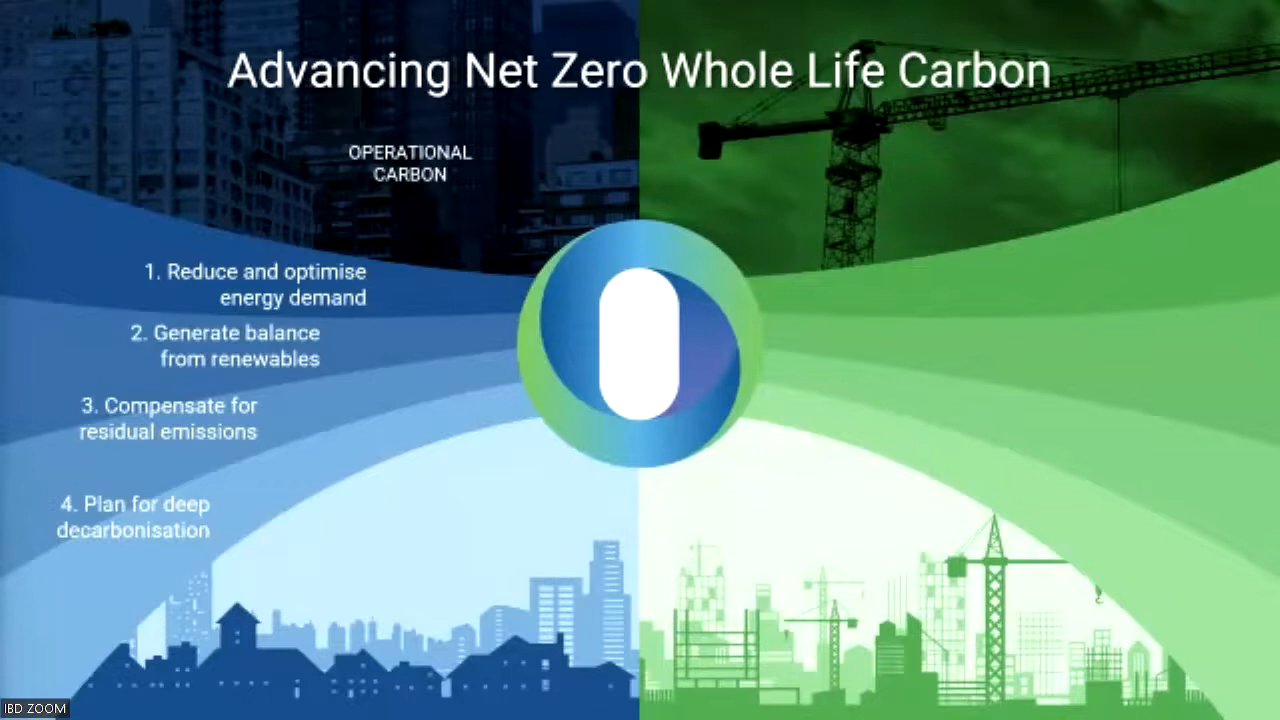 Advancing Net Zero Whole Life Carbon
OPERATIONAL
CARBON
1. Reduce and optimise
energy demand
2. Generate balance
from renewables
3. Compensate for
residual emissions
4. Plan for deep
decarbonisation
IBD ZOOM